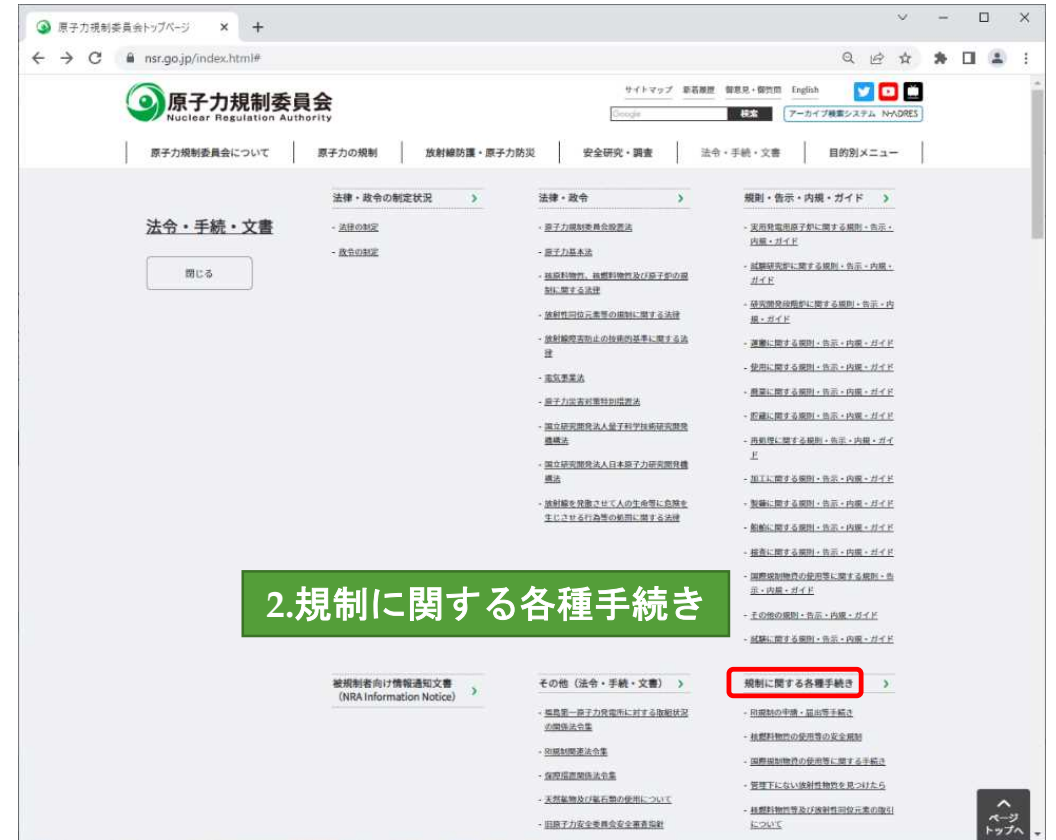 原子力規制委員会トップページ
nsr.go.jp/index.html#
原子力規制委員会
Nuclear Regulation Authority
サイトマップ 新着履歴 御意見・御質問 English
Google 検索 アーカイブ検索システム N-ADRES
原子力規制委員会について 原子力の規制 放射線防護・原子力防災 安全研究・調査 法令・手続・文書 目的別メニュー
法令・手続・文書
閉じる
法律・政令の制定状況
- 法律の制定
- 政令の制定
法律・政令
- 原子力規制委員会設置法
- 原子力基本法
- 核原料物質、核燃料物質及び原子炉の規
制に関する法律
- 放射性同位元素等の規制に関する法律
- 放射線障害防止の技術的基準に関する法
律
- 電気事業法
- 原子力災害対策特別措置法
- 国立研究開発法人量子科学技術研究開発
機構法
- 国立研究開発法人日本原子力研究開発機
構法
- 放射線を発散させて人の生命等に危険を
生じさせる行為等の処罰に関する法律
規則・告示・内規・ガイド
- 実用発電用原子炉に関する規則・告示・
内規・ガイド
- 試験研究炉に関する規則・告示・内規・
ガイド
- 研究開発段階炉に関する規則・告示・内
規・ガイド
- 運搬に関する規則・告示・内規・ガイド
- 使用に関する規則・告示・内規・ガイド
- 廃棄に関する規則・告示・内規・ガイド
- 貯蔵に関する規則・告示・内規・ガイド
- 再処理に関する規則・告示・内規・ガイ
ド
- 加工に関する規則・告示・内規・ガイド
- 製錬に関する規則・告示・内規・ガイド
- 船舶に関する規則・告示・内規・ガイド
- 検査に関する規則・告示・内規・ガイド
- 国際規制物資の使用等に関する規則・告
示・内規・ガイド
- その他の規則・告示・内規・ガイド
- 試験に関する規則・告示・内規・ガイド
2.規制に関する各種手続き
被規制者向け情報通知文書
（NRA Information Notice）
その他（法令・手続・文書）
- 福島第一原子力発電所に対する取組状況
の関係法令集
- RI規制関連法令集
- 保障措置関係法令集
- 天然鉱物及び鉱石類の使用について
- 旧原子力安全委員会安全審査指針
規制に関する各種手続き
- RI規制の申請・届出等手続き
- 核燃料物質の使用等の安全規制
- 国際規制物資の使用等に関する手続き
- 管理下にない放射性物質を見つけたら
- 核燃料物質等及び放射性同位元素の取引
について
ページ
トップへ